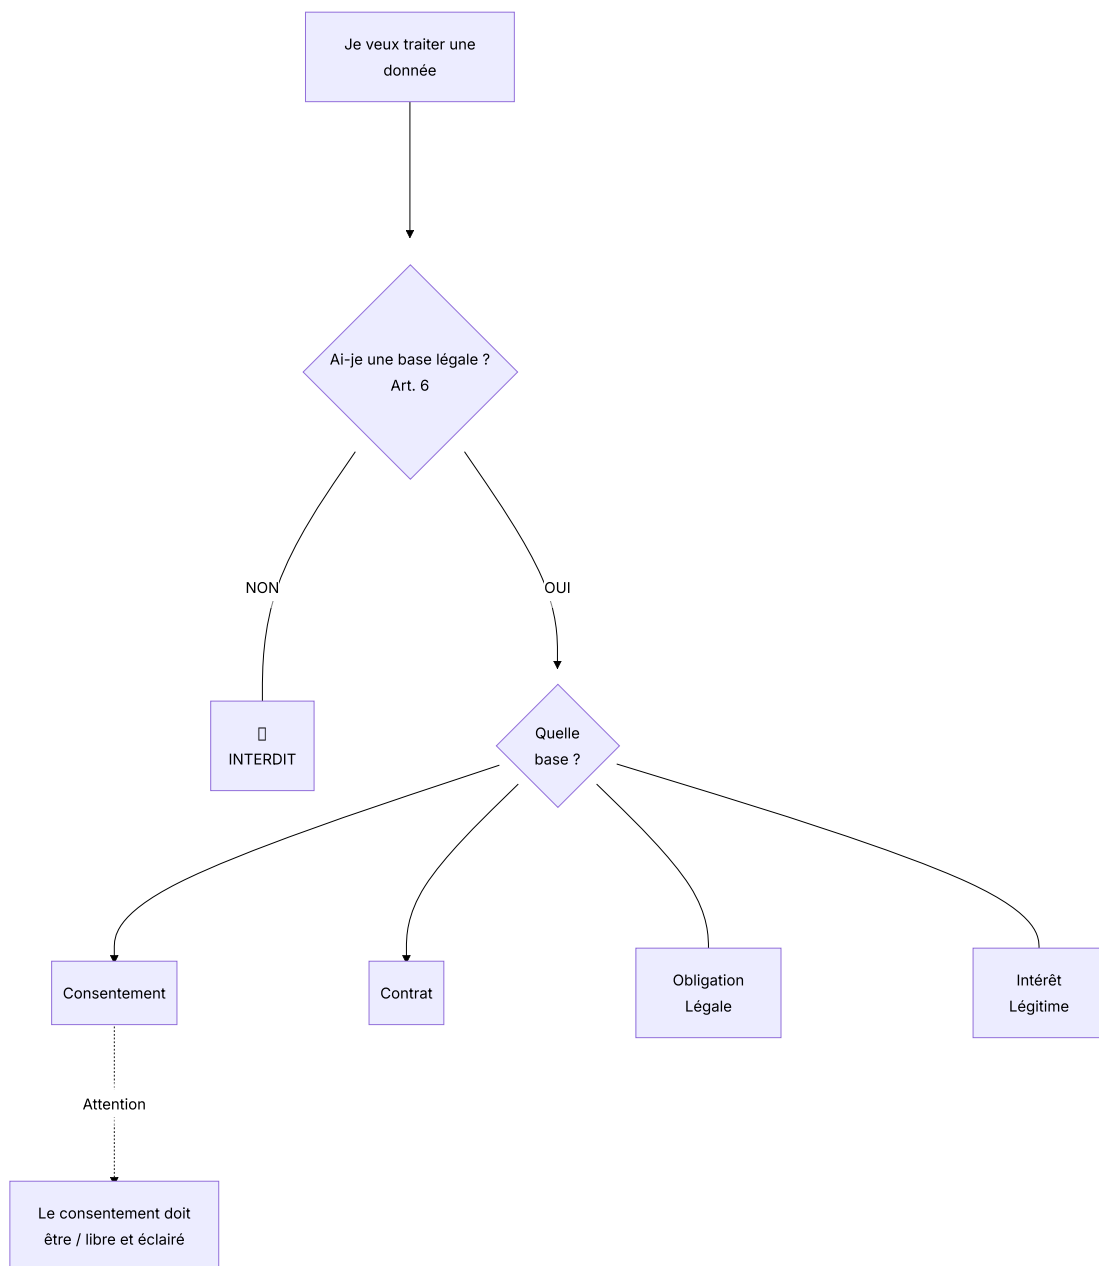 Je veux traiter une
donnée
Ai-je une base légale ?
Art. 6
NON
OUI
INTERDIT
Quelle
base ?
Consentement
Contrat
Obligation
Légale
Intérêt
Légitime
Attention
Le consentement doit
être / libre et éclairé